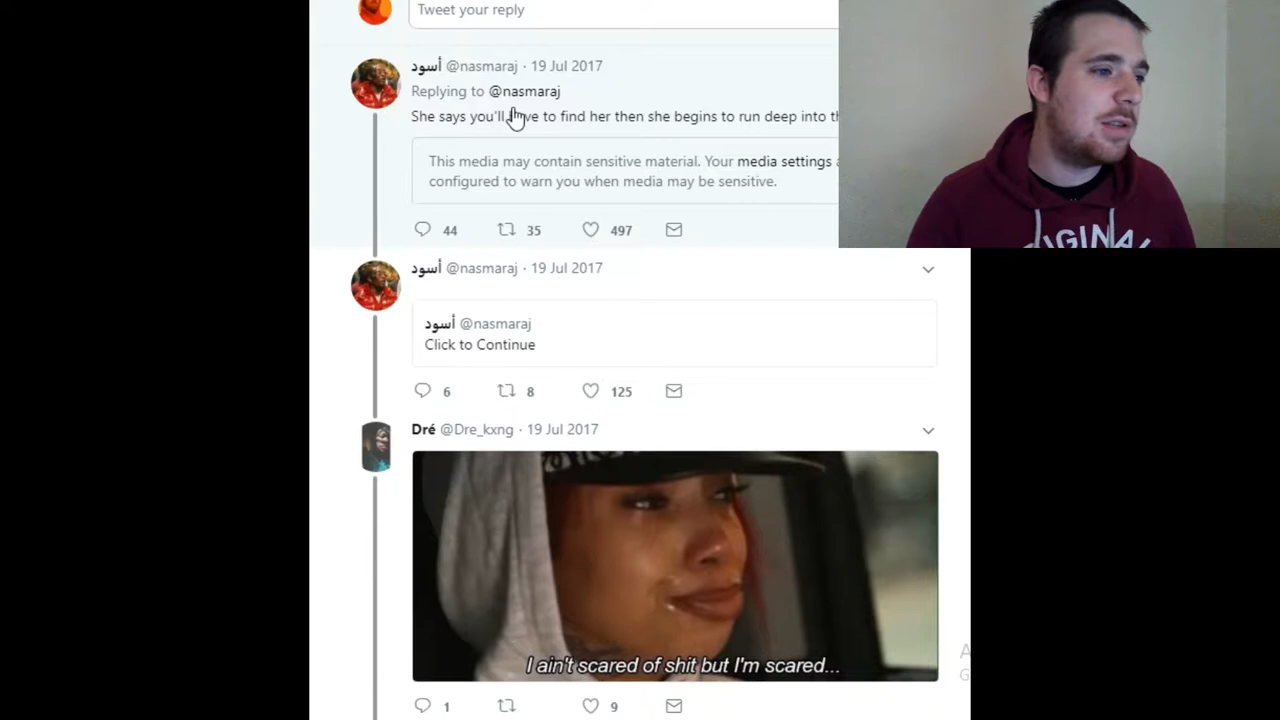 Tweet your reply
أسود @nasmaraj · 19 Jul 2017
Replying to @nasmaraj
She says you'll to find her then she begins to run deep into
This media may contain sensitive material. Your media settings
configured to warn you when media may be sensitive.
44 35 497
أسود @nasmaraj · 19 Jul 2017
أسود @nasmaraj
Click to Continue
6 8 125
Dré @Dre_kxng · 19 Jul 2017
I ain't scared of shit but I'm scared...
1 9